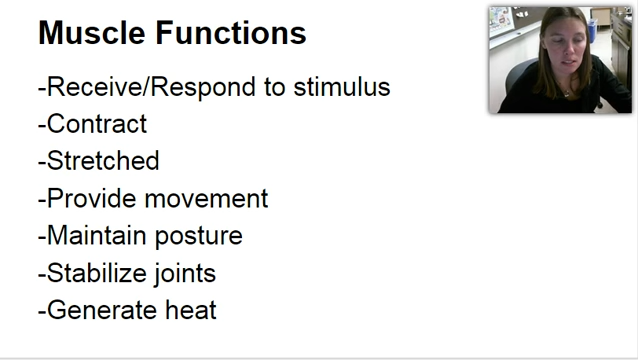 Muscle Functions
-Receive/Respond to stimulus
-Contract
-Stretched
-Provide movement
-Maintain posture
-Stabilize joints
-Generate heat